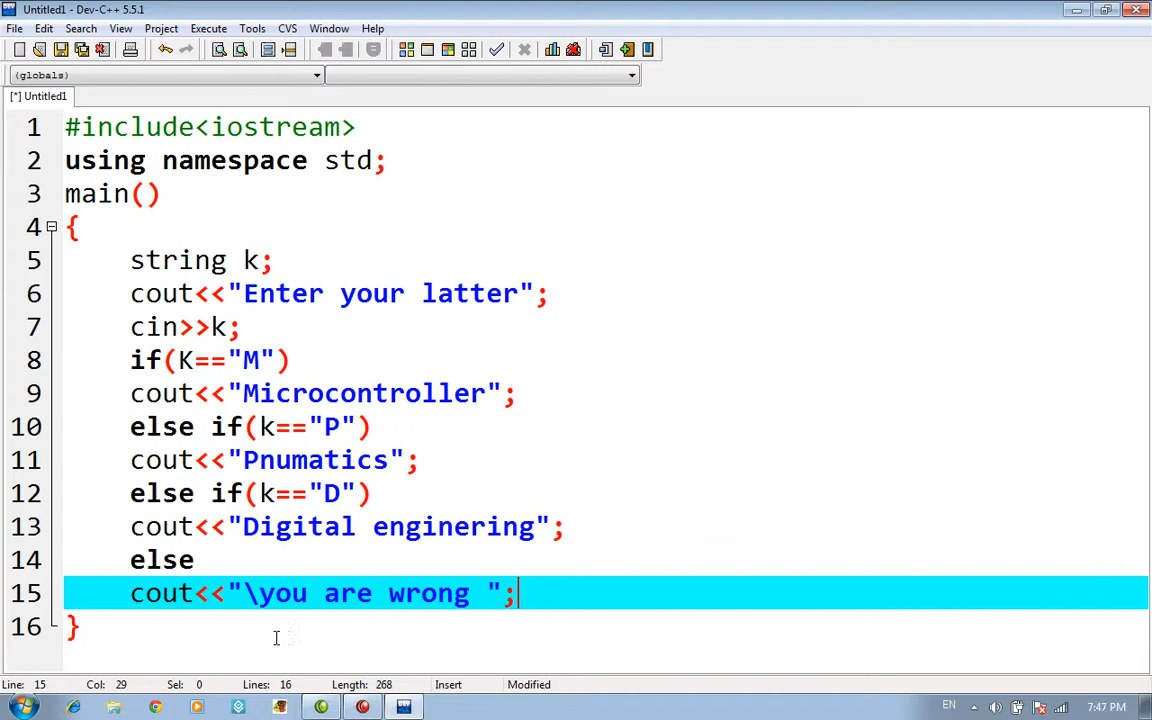 Untitled1 - Dev-C++ 5.5.1
File Edit Search View Project Execute Tools CVS Window Help
(globals)
[*] Untitled1
1 #include<iostream>
2 using namespace std;
3 main()
4 {
5 string k;
6 cout<<"Enter your latter";
7 cin>>k;
8 if(K=="M")
9 cout<<"Microcontroller";
10 else if(k=="P")
11 cout<<"Pnumatics";
12 else if(k=="D")
13 cout<<"Digital enginering";
14 else
15 cout<<"\you are wrong ";
16 }
Line: 15 Col: 29 Sel: 0 Lines: 16 Length: 268 Insert Modified
EN 7:47 PM